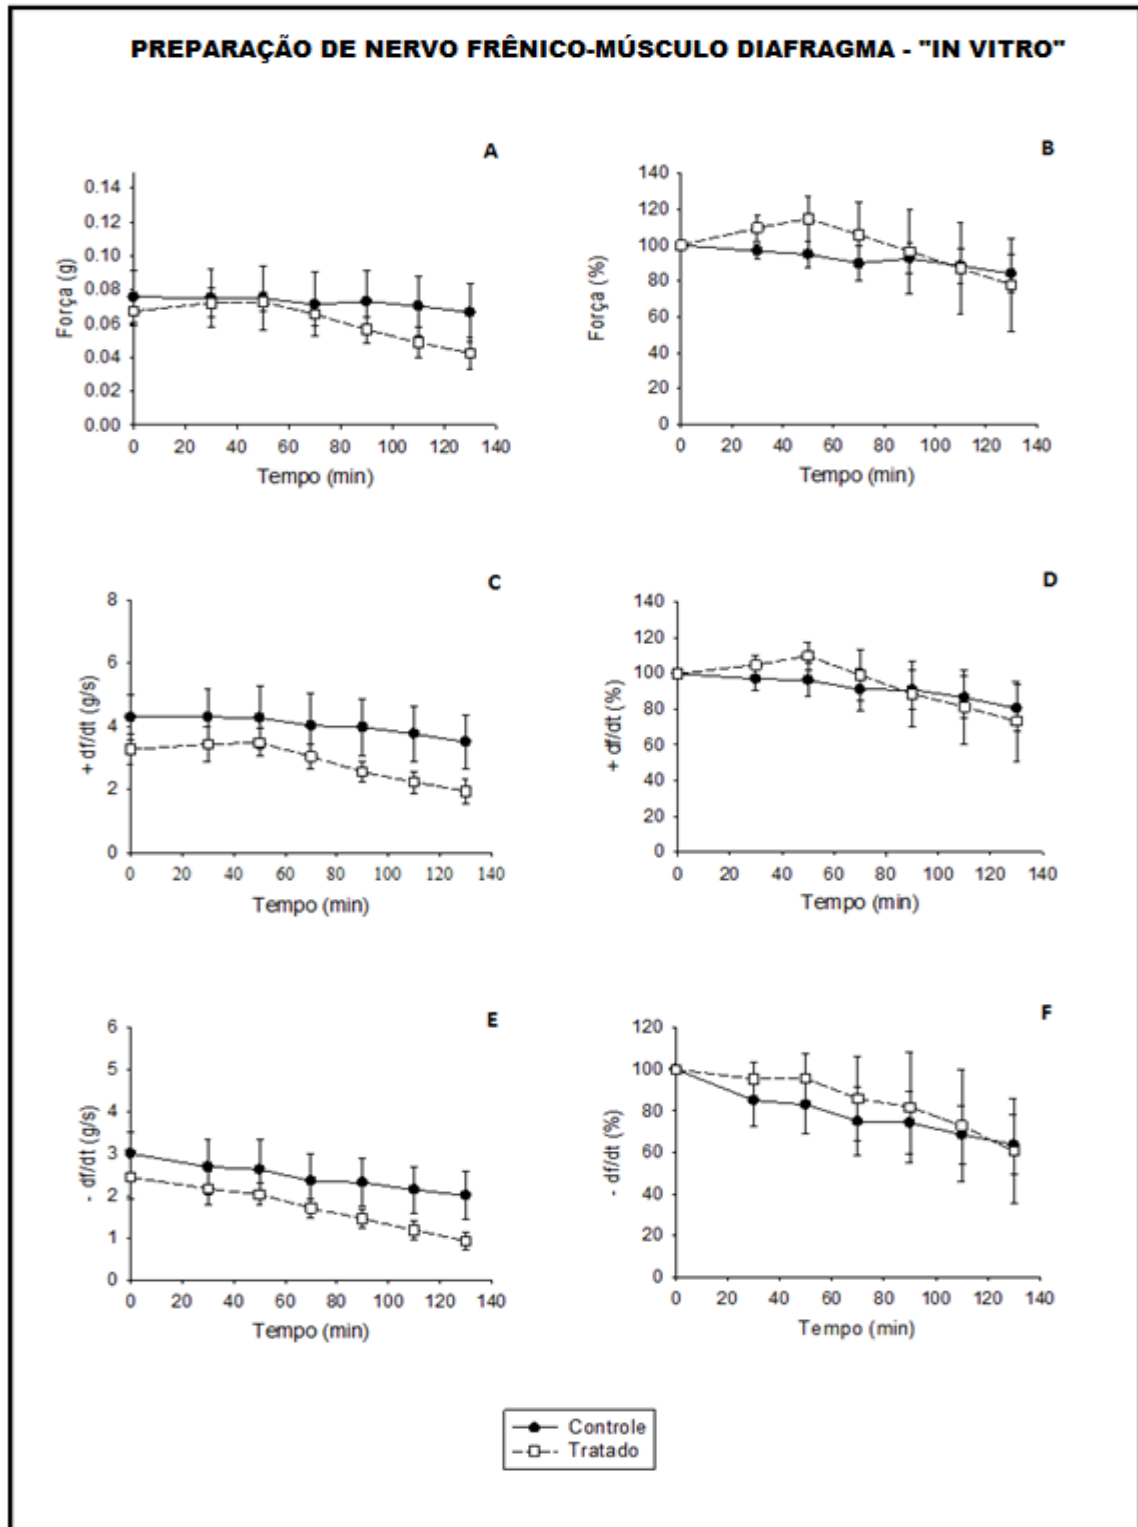 PREPARAÇÃO DE NERVO FRÊNICO-MÚSCULO DIAFRAGMA - "IN VITRO"
A
Força (g)
0.14
0.12
0.10
0.08
0.06
0.04
0.02
0.00
0 20 40 60 80 100 120 140
Tempo (min)
B
Força (%)
140
120
100
80
60
40
20
0
0 20 40 60 80 100 120 140
Tempo (min)
C
+ df/dt (g/s)
8
6
4
2
0
0 20 40 60 80 100 120 140
Tempo (min)
D
+ df/dt (%)
140
120
100
80
60
40
20
0
0 20 40 60 80 100 120 140
Tempo (min)
E
- df/dt (g/s)
6
5
4
3
2
1
0
0 20 40 60 80 100 120 140
Tempo (min)
F
- df/dt (%)
120
100
80
60
40
20
0
0 20 40 60 80 100 120 140
Tempo (min)
Controle
Tratado